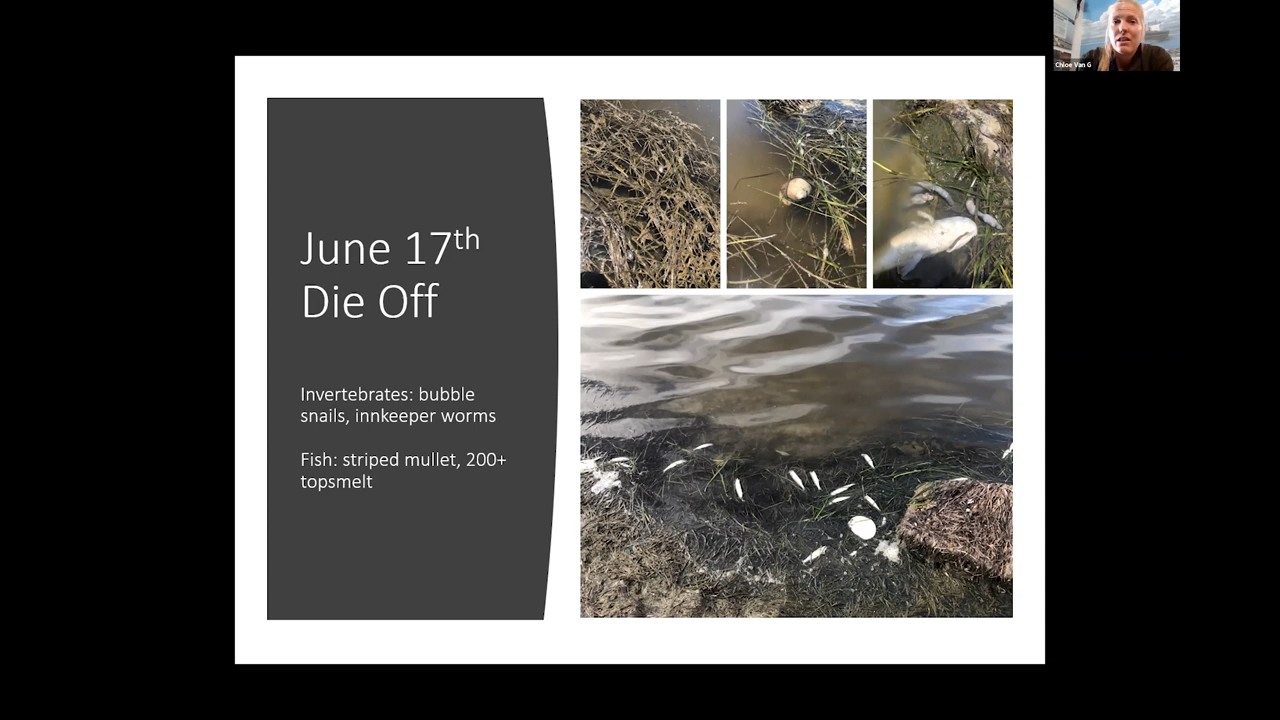 Chloe Van G
June 17th
Die Off
Invertebrates: bubble
snails, innkeeper worms
Fish: striped mullet, 200+
topsmelt